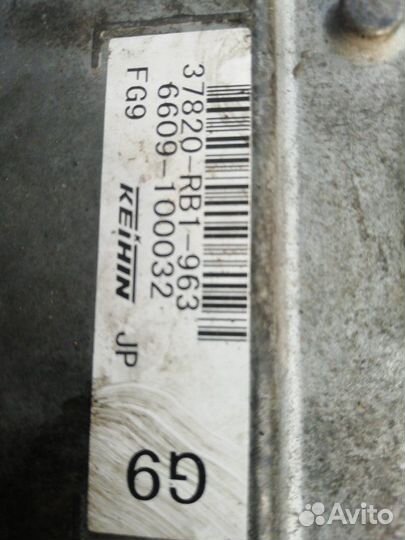 37820-RB1-963
6609-100032
FG9 KEIHIN JP
G9
Avito